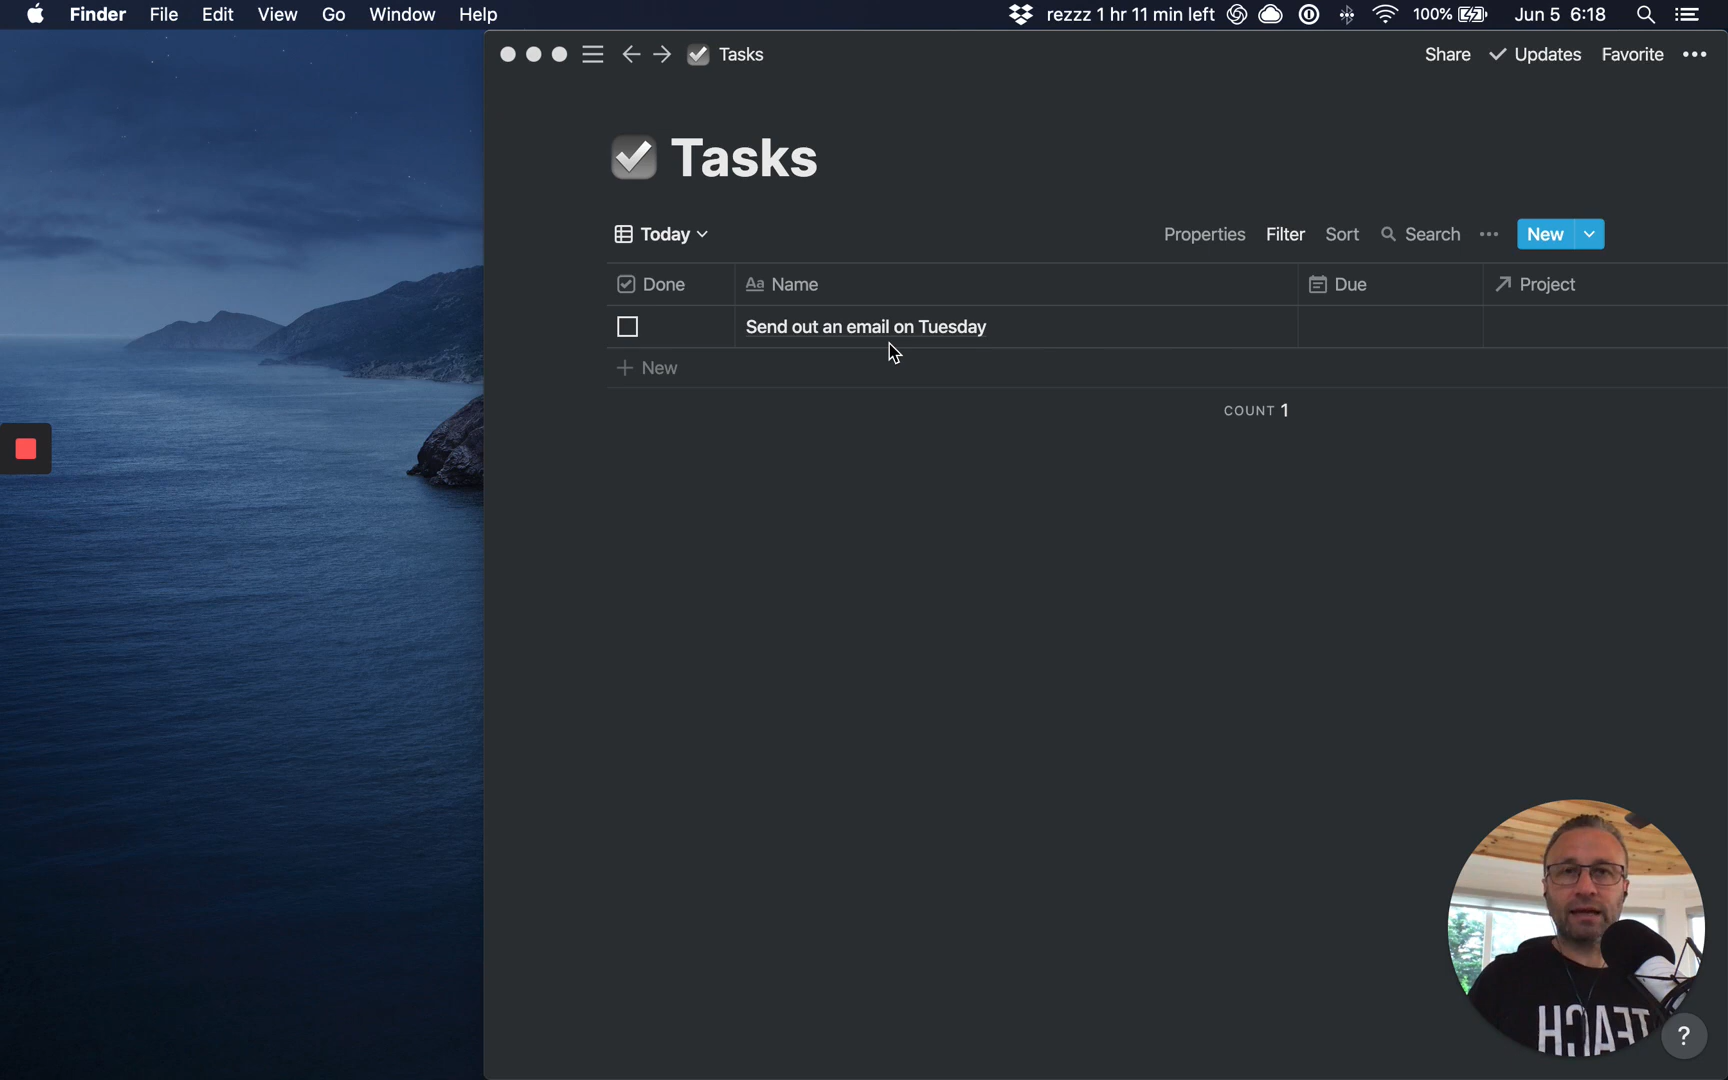 Finder File Edit View Go Window Help rezzz 1 hr 11 min left 100% Jun 5 6:18
Tasks Share Updates Favorite •••
Tasks
Today Properties Filter Sort Search ••• New
Done Aa Name Due Project
Send out an email on Tuesday
+ New
COUNT 1
TEACH
?